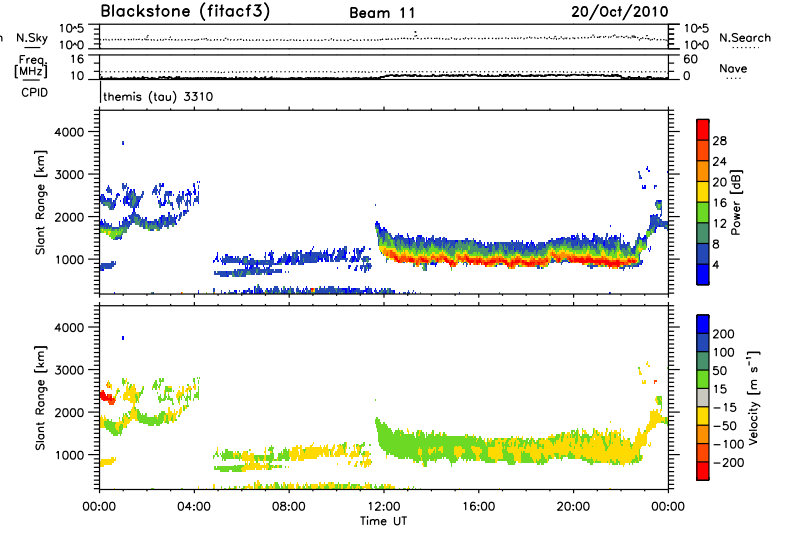 Blackstone (fitacf3) Beam 11 20/Oct/2010
N.Sky 10^5 10^5 N.Search
10^0 10^0
Freq. 16 60
[MHz] 10 0 Nave
CPID themis (tau) 3310
4000
3000
2000
1000
Slant Range [km]
28
24
20
16
12
8
4
Power [dB]
4000
3000
2000
1000
Slant Range [km]
200
100
50
15
-15
-50
-100
-200
Velocity [m s⁻¹]
00:00 04:00 08:00 12:00 16:00 20:00 00:00
Time UT